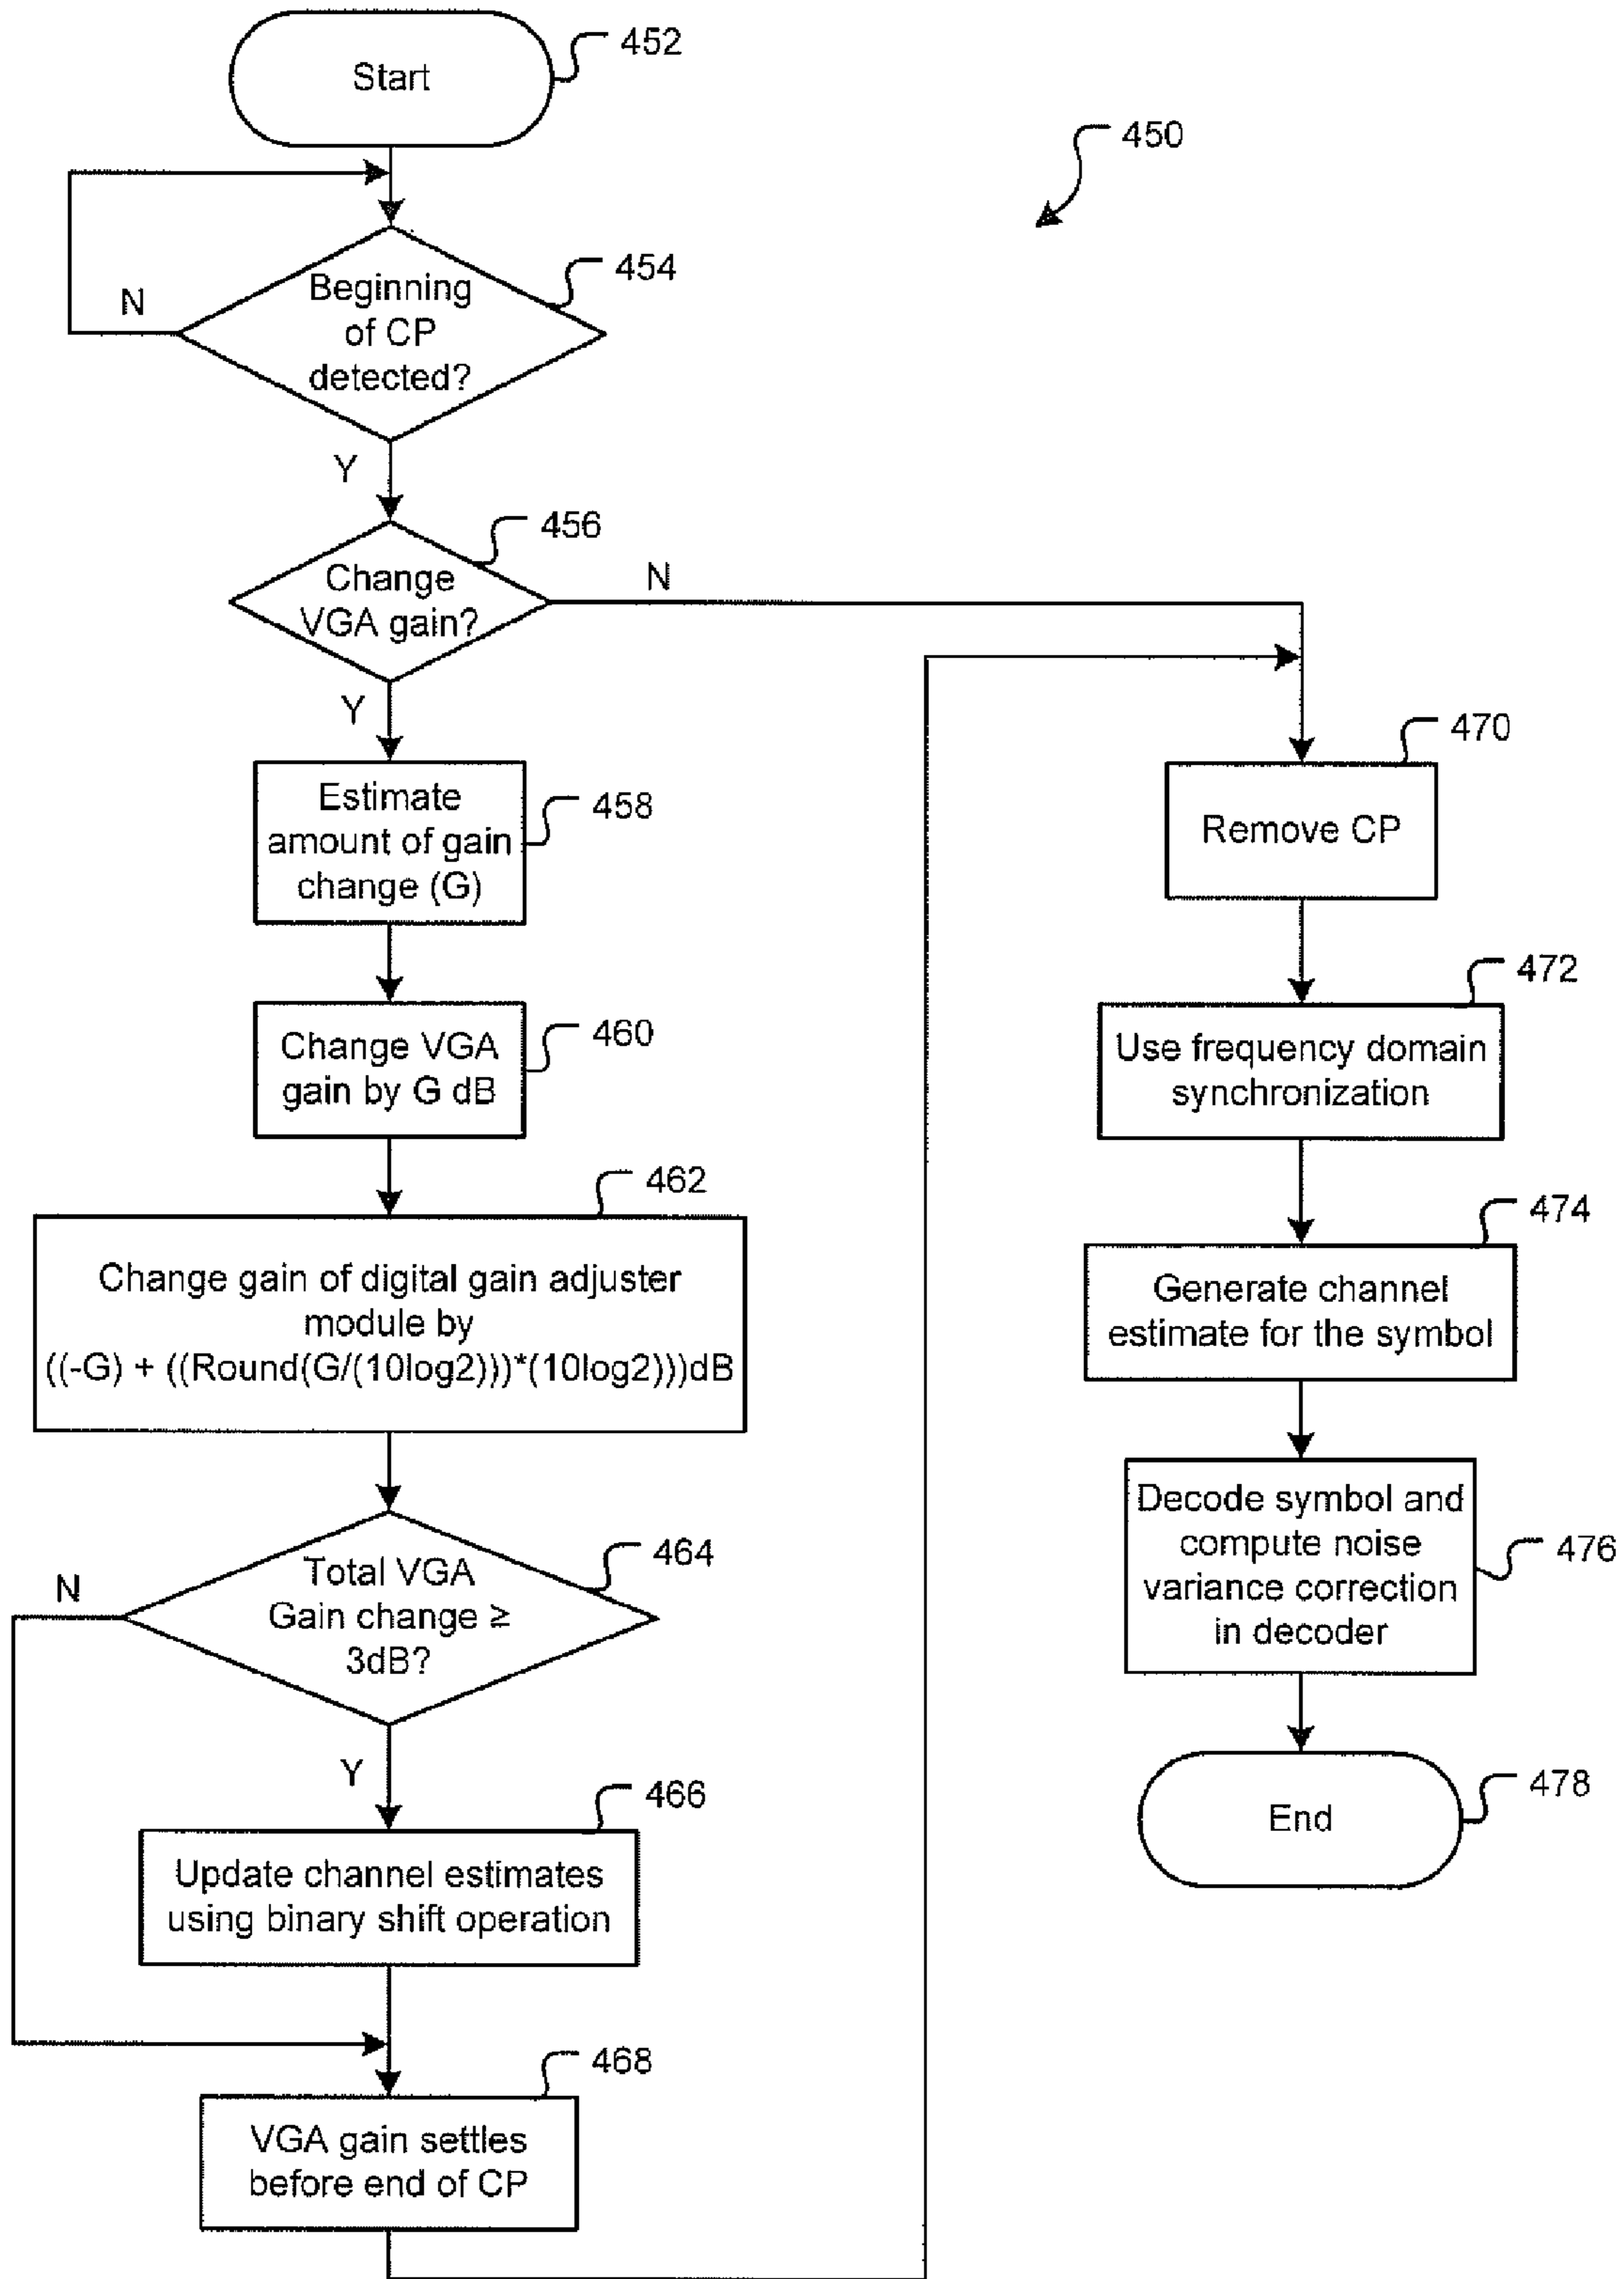 Start
452
450
Beginning
of CP
detected?
454
N
Y
Change
VGA gain?
456
N
Y
Estimate
amount of gain
change (G)
458
Change VGA
gain by G dB
460
Change gain of digital gain adjuster
module by
((-G) + ((Round(G/(10log2)))*(10log2)))dB
462
Total VGA
Gain change ≥
3dB?
464
N
Y
Update channel estimates
using binary shift operation
466
VGA gain settles
before end of CP
468
Remove CP
470
Use frequency domain
synchronization
472
Generate channel
estimate for the symbol
474
Decode symbol and
compute noise
variance correction
in decoder
476
End
478